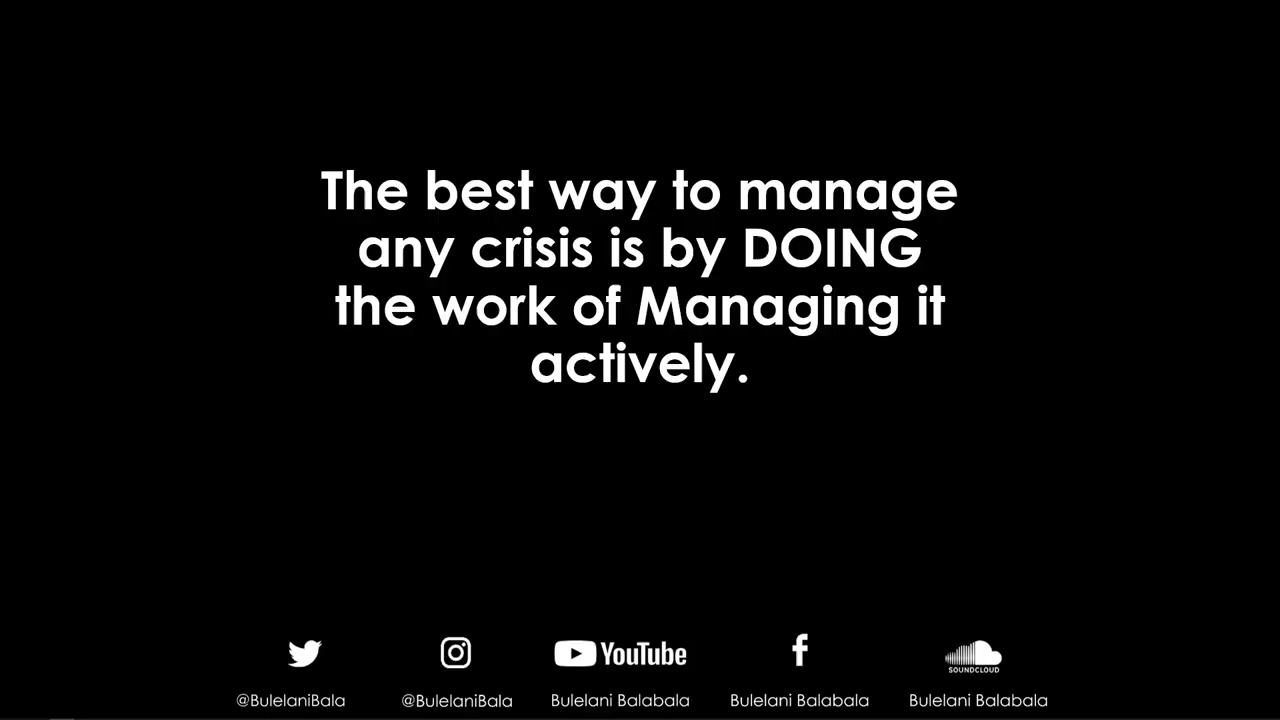 The best way to manage
any crisis is by DOING
the work of Managing it
actively.
YouTube
SOUNDCLOUD
@BulelaniBala
@BulelaniBala
Bulelani Balabala
Bulelani Balabala
Bulelani Balabala